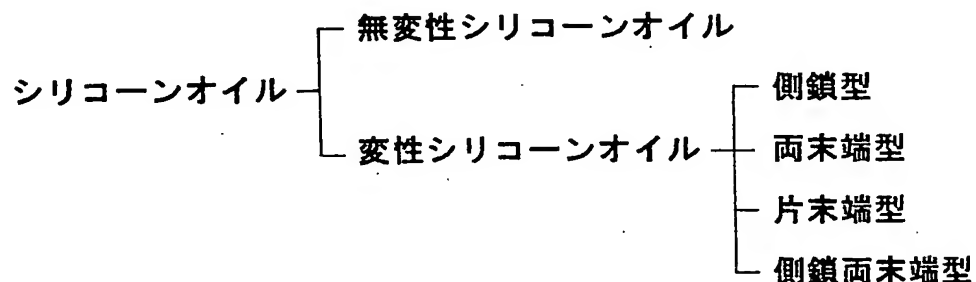 シリコーンオイル
無変性シリコーンオイル
変性シリコーンオイル
側鎖型
両末端型
片末端型
側鎖両末端型